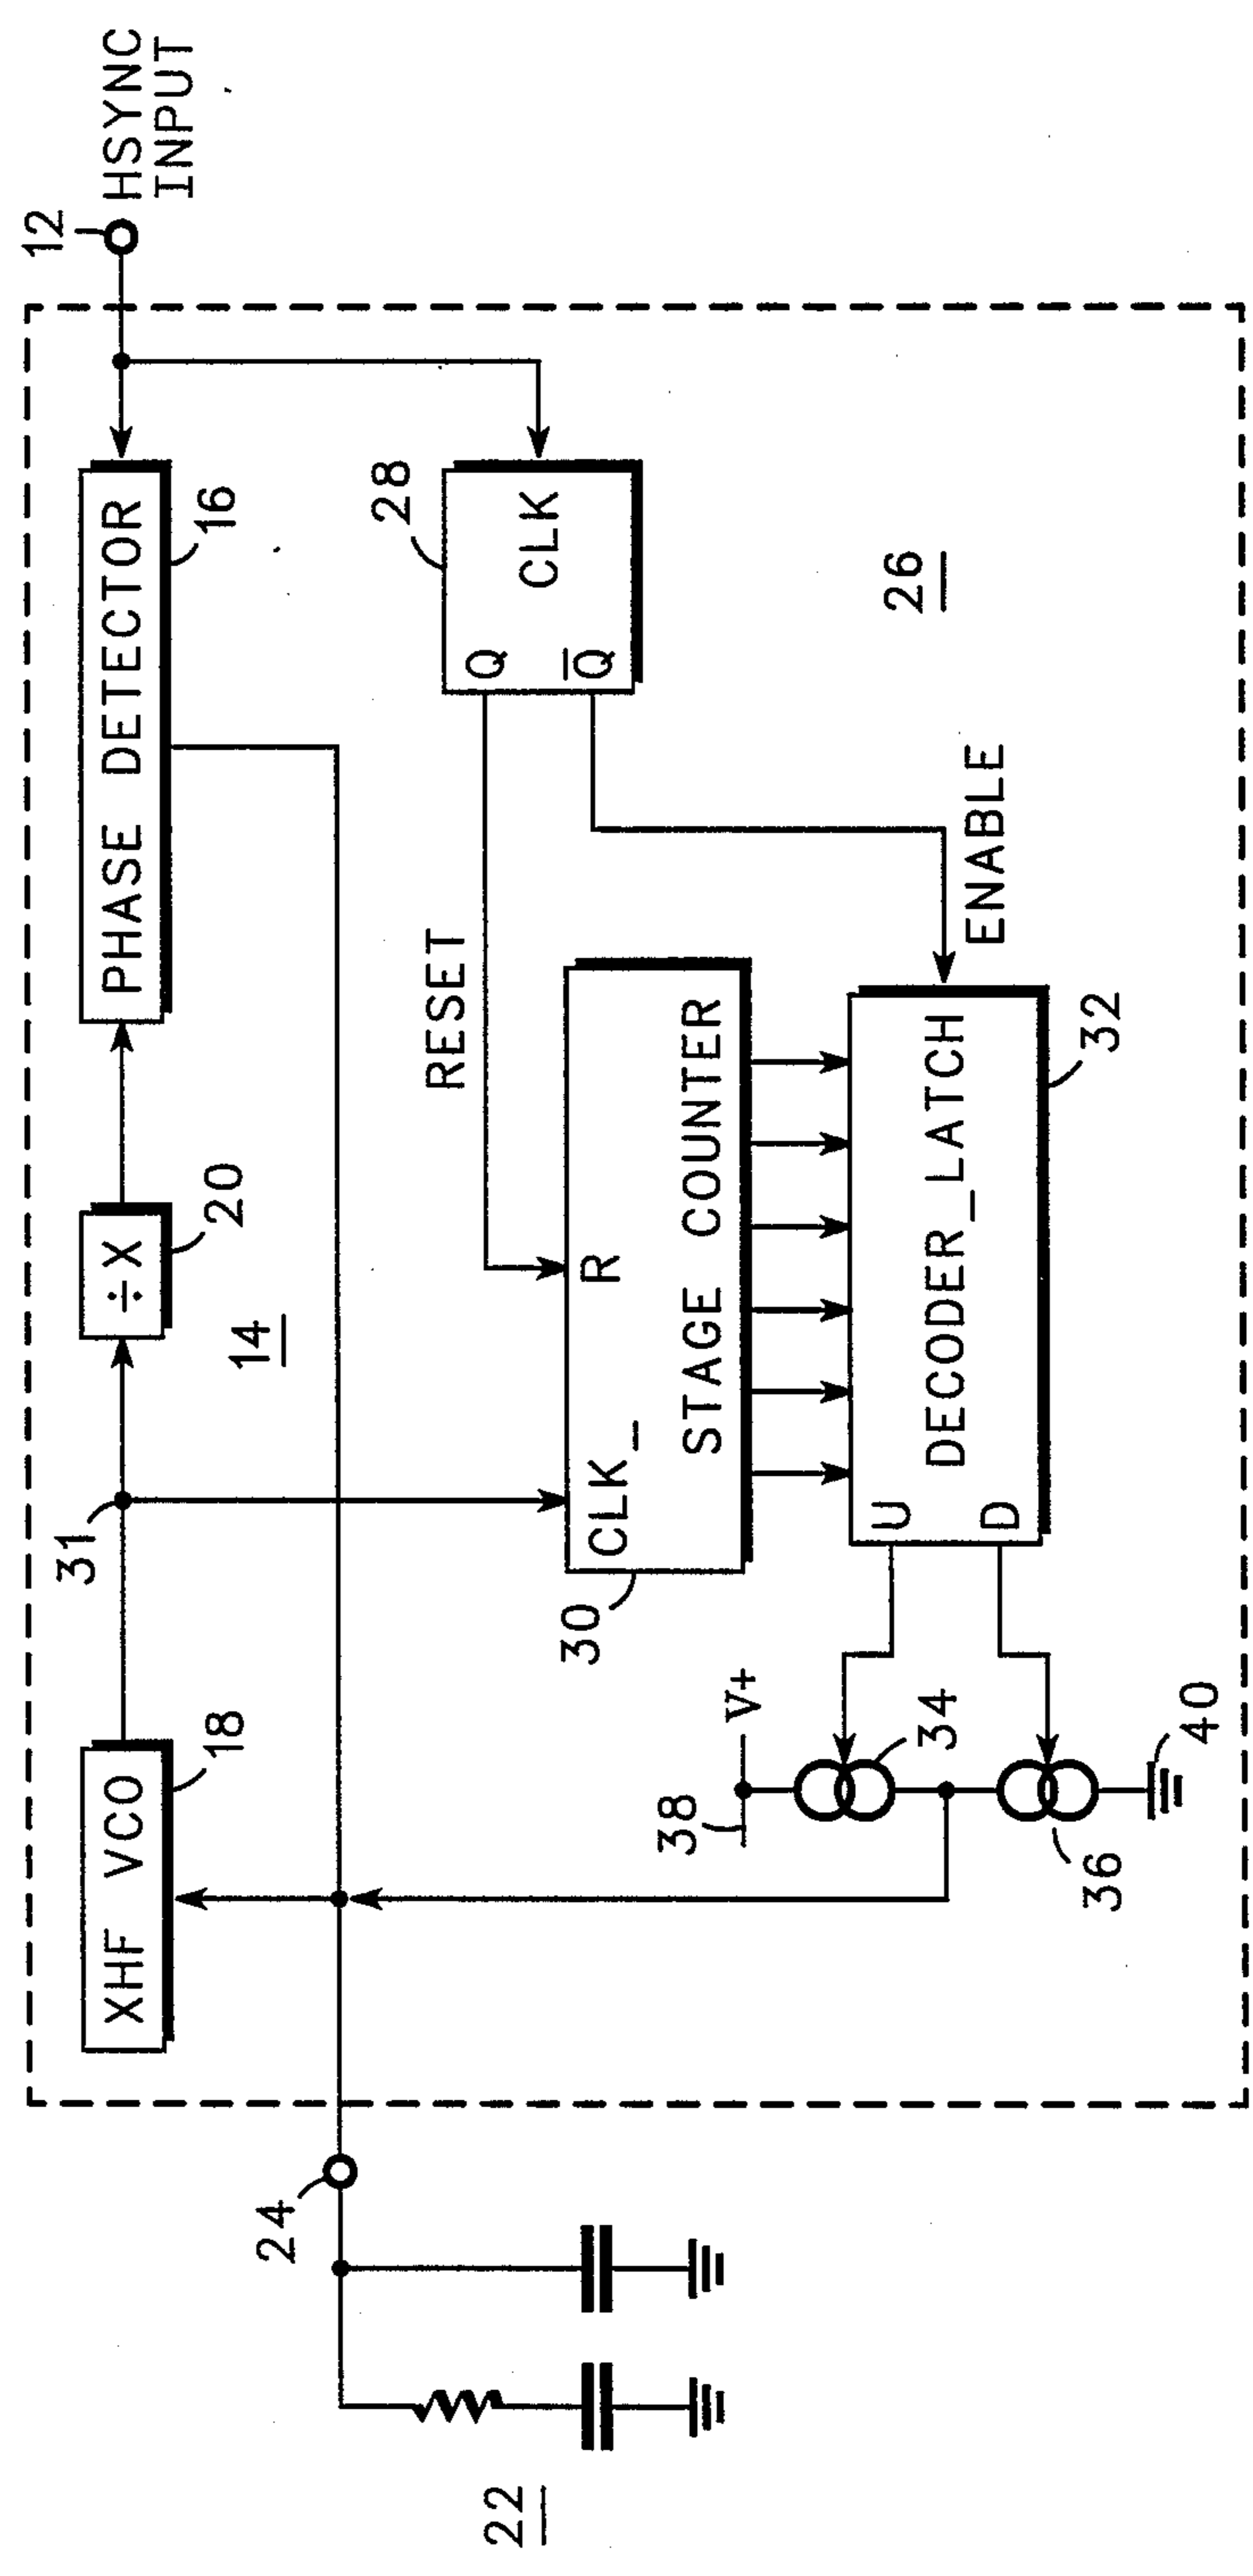 12
HSYNC
INPUT
PHASE DETECTOR
16
÷X
20
14
31
XHF VCO
18
28
CLK
Q
Q̅
26
RESET
ENABLE
R
CLK_
STAGE COUNTER
30
DECODER_LATCH
32
U
D
V+
38
34
36
40
24
22